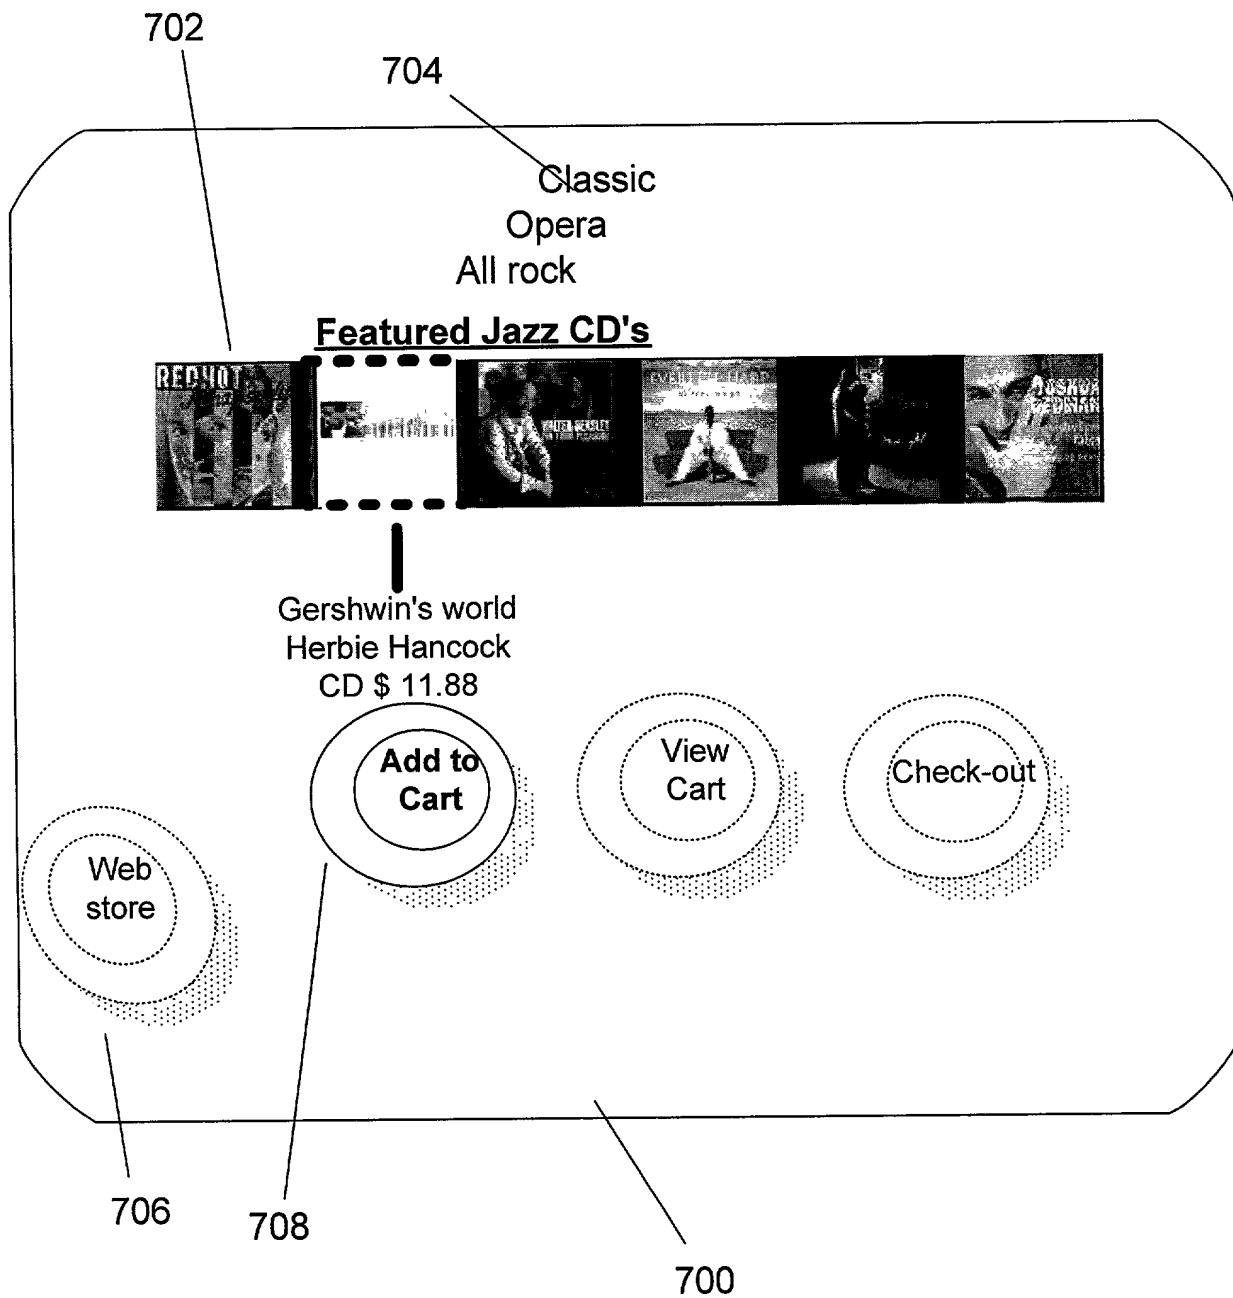 702
704
Classic
Opera
All rock
Featured Jazz CD's
REDHOT
Gershwin's world
Herbie Hancock
CD $ 11.88
Add to
Cart
View
Cart
Check-out
Web
store
706
708
700